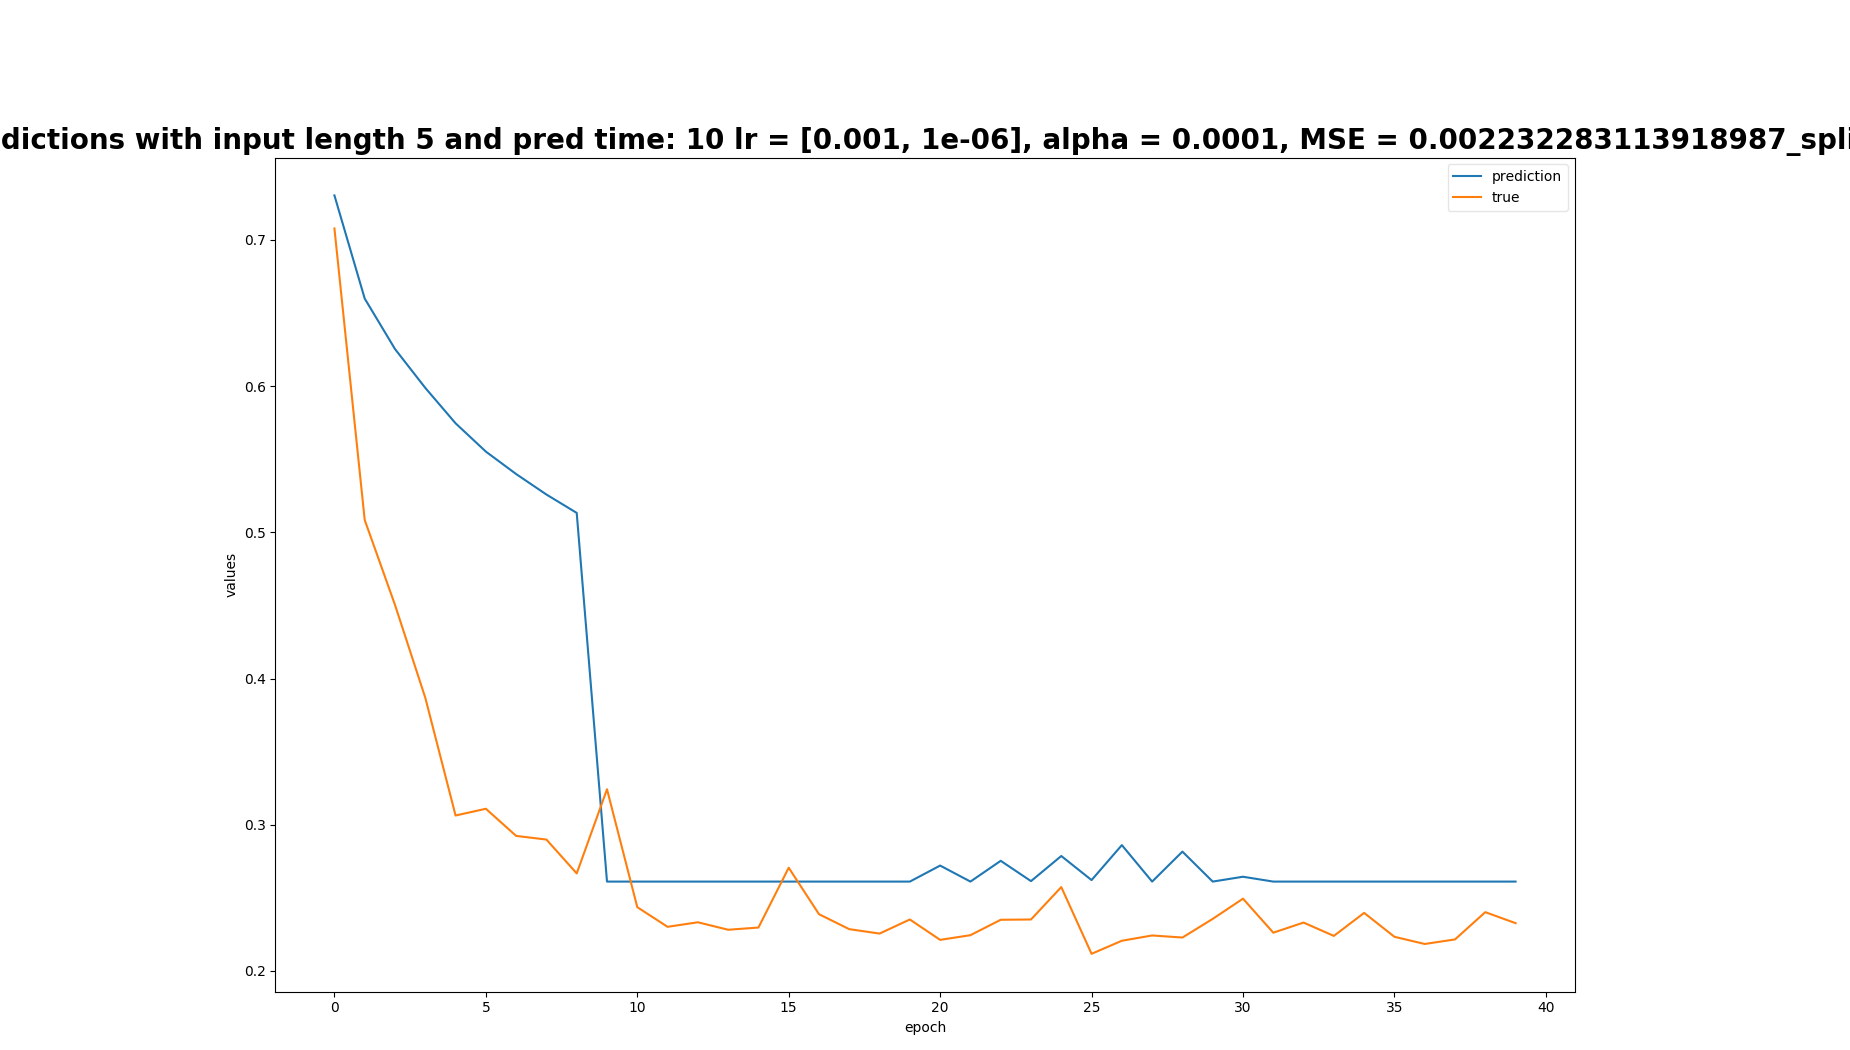 dictions with input length 5 and pred time: 10 lr = [0.001, 1e-06], alpha = 0.0001, MSE = 0.002232283113918987_spli
prediction
true
0.7
0.6
0.5
0.4
0.3
0.2
values
0 5 10 15 20 25 30 35 40
epoch